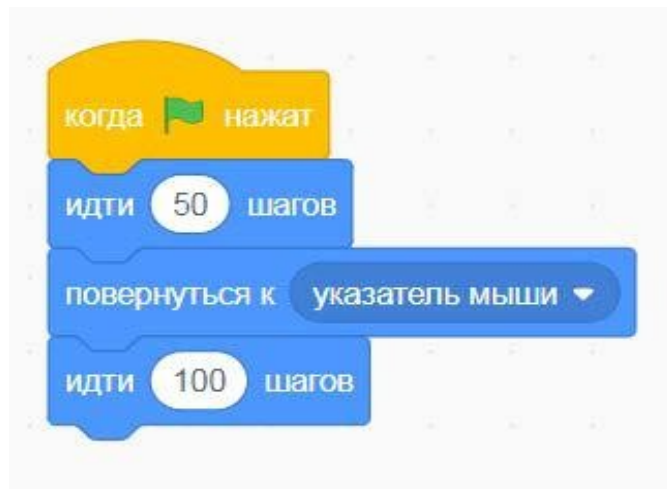 когда нажат
идти 50 шагов
повернуться к указатель мыши
идти 100 шагов